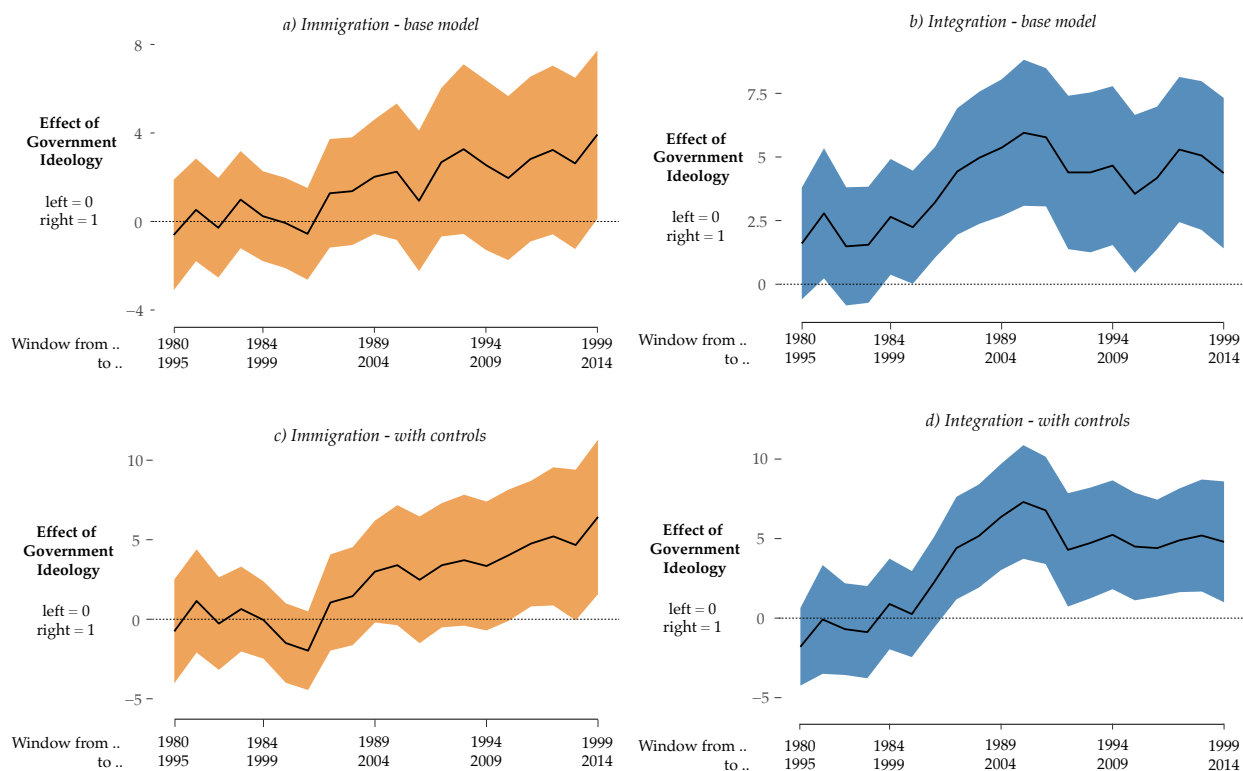 a) Immigration - base model
8
4
0
−4
Effect of
Government
Ideology
left = 0
right = 1
Window from ..
to ..
1980 1984 1989 1994 1999
1995 1999 2004 2009 2014
b) Integration - base model
7.5
5
2.5
0
Effect of
Government
Ideology
left = 0
right = 1
Window from ..
to ..
1980 1984 1989 1994 1999
1995 1999 2004 2009 2014
c) Immigration - with controls
10
5
0
−5
Effect of
Government
Ideology
left = 0
right = 1
Window from ..
to ..
1980 1984 1989 1994 1999
1995 1999 2004 2009 2014
d) Integration - with controls
10
5
0
−5
Effect of
Government
Ideology
left = 0
right = 1
Window from ..
to ..
1980 1984 1989 1994 1999
1995 1999 2004 2009 2014